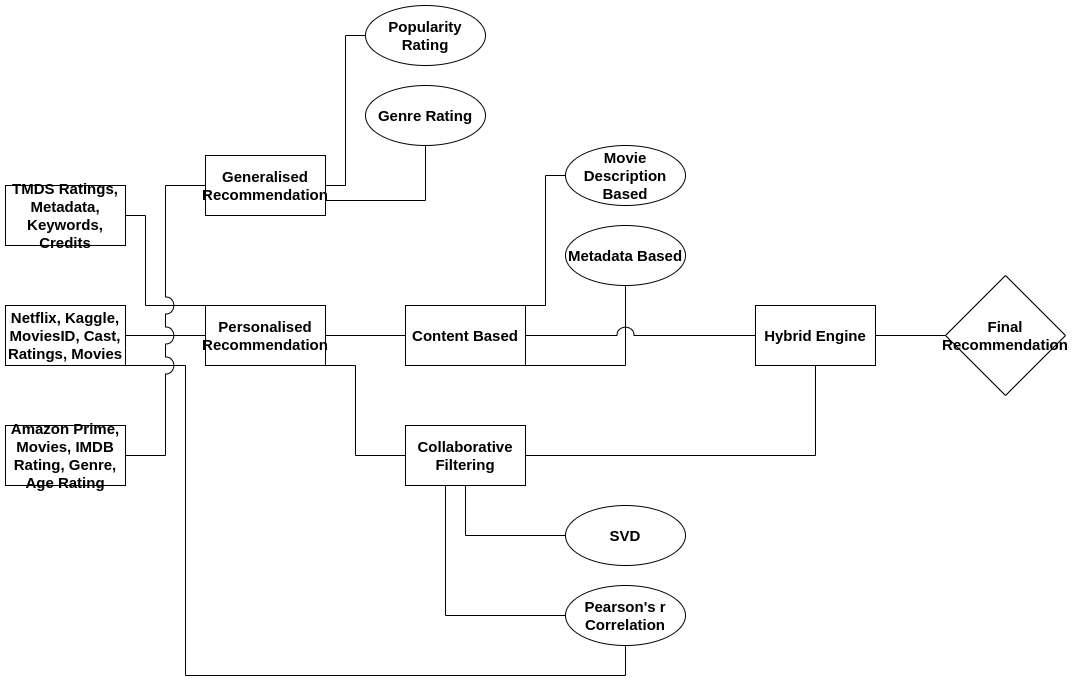 Popularity
Rating
Genre Rating
Movie
Description
Based
Generalised
Recommendation
TMDS Ratings,
Metadata,
Keywords,
Credits
Metadata Based
Netflix, Kaggle,
MoviesID, Cast,
Ratings, Movies
Personalised
Recommendation
Content Based
Hybrid Engine
Final
Recommendation
Amazon Prime,
Movies, IMDB
Rating, Genre,
Age Rating
Collaborative
Filtering
SVD
Pearson's r
Correlation